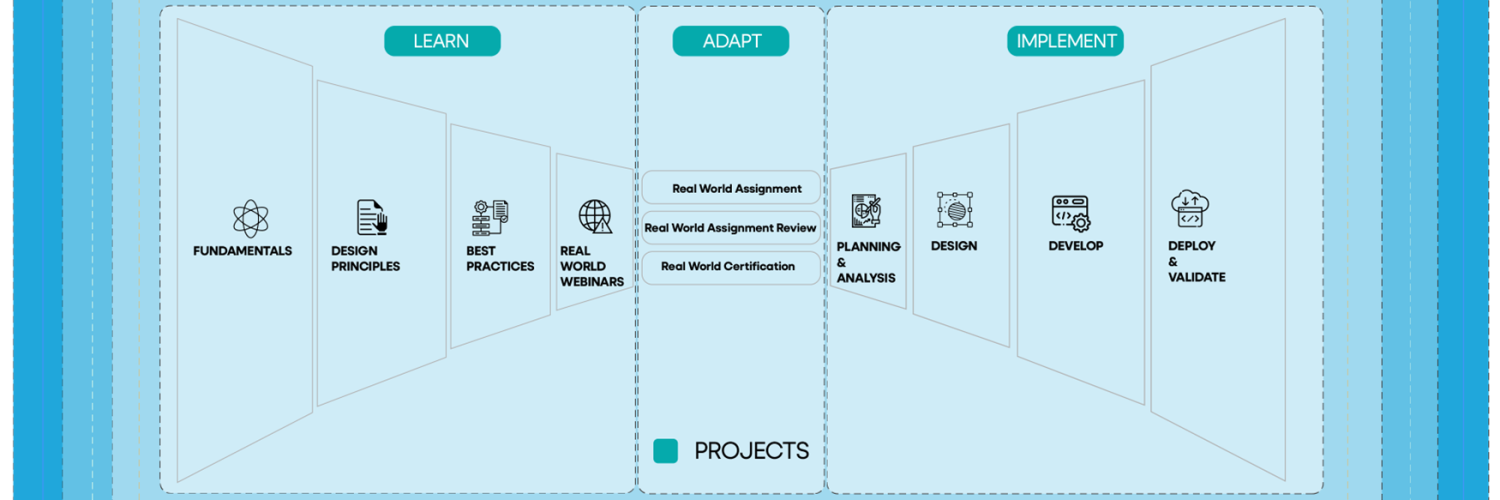 LEARN
FUNDAMENTALS
DESIGN
PRINCIPLES
BEST
PRACTICES
REAL
WORLD
WEBINARS
ADAPT
Real World Assignment
Real World Assignment Review
Real World Certification
PROJECTS
IMPLEMENT
PLANNING
&
ANALYSIS
DESIGN
DEVELOP
DEPLOY
&
VALIDATE